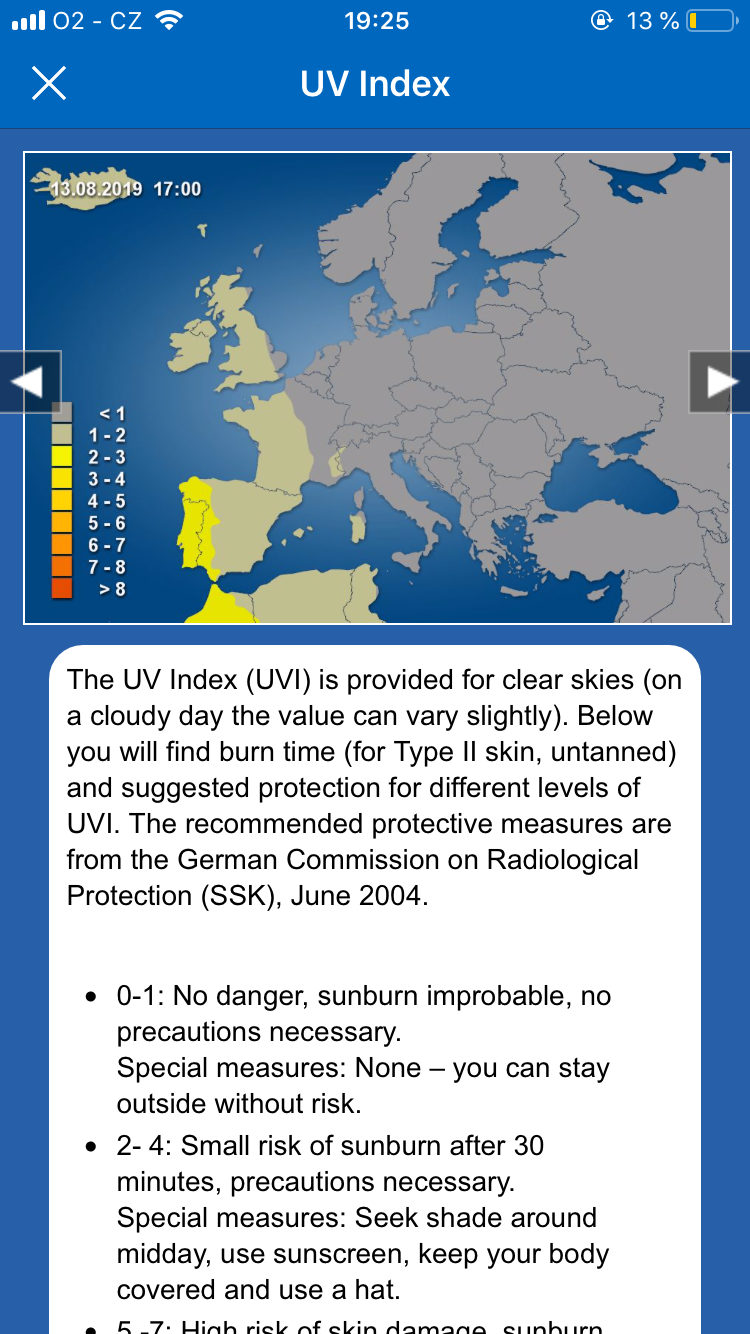 O2 - CZ 19:25 13 %
UV Index
13.08.2019 17:00
< 1
1 - 2
2 - 3
3 - 4
4 - 5
5 - 6
6 - 7
7 - 8
> 8
The UV Index (UVI) is provided for clear skies (on
a cloudy day the value can vary slightly). Below
you will find burn time (for Type II skin, untanned)
and suggested protection for different levels of
UVI. The recommended protective measures are
from the German Commission on Radiological
Protection (SSK), June 2004.
• 0-1: No danger, sunburn improbable, no
precautions necessary.
Special measures: None – you can stay
outside without risk.
• 2- 4: Small risk of sunburn after 30
minutes, precautions necessary.
Special measures: Seek shade around
midday, use sunscreen, keep your body
covered and use a hat.
• 5 -7: High risk of skin damage, sunburn